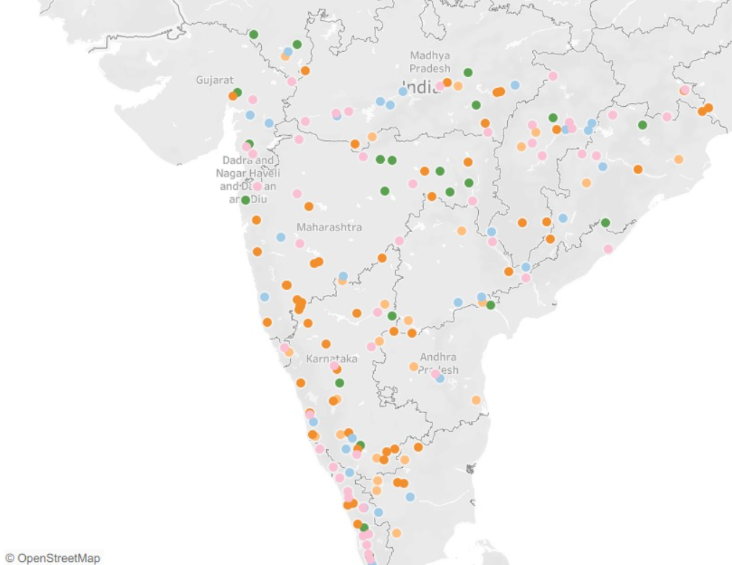 Madhya
Pradesh
Gujarat
India
Dadra and
Nagar Haveli
and Daman
and Diu
Maharashtra
Karnataka
Andhra
Pradesh
© OpenStreetMap